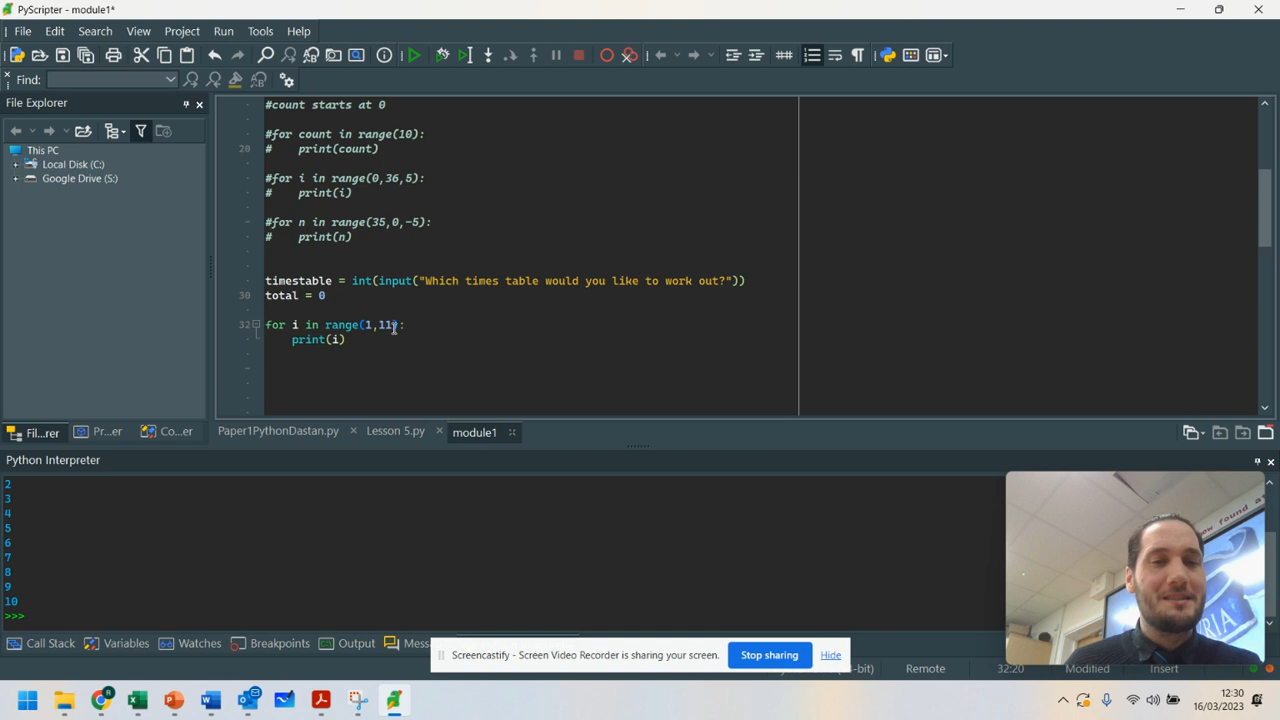 PyScripter - module1*
File Edit Search View Project Run Tools Help
Find:
File Explorer
This PC
Local Disk (C:)
Google Drive (S:)
#count starts at 0
#for count in range(10):
20 #    print(count)
#for i in range(0,36,5):
#    print(i)
#for n in range(35,0,-5):
#    print(n)
timestable = int(input("Which times table would you like to work out?"))
30 total = 0
32 for i in range(1,11):
print(i)
Fil...rer Pr...er Co...er
Paper1PythonDastan.py Lesson 5.py module1
Python Interpreter
2
3
4
5
6
7
8
9
10
>>>
Call Stack Variables Watches Breakpoints Output Mess
Screencastify - Screen Video Recorder is sharing your screen. Stop sharing Hide
-bit) Remote 32:20 Modified Insert
12:30
16/03/2023